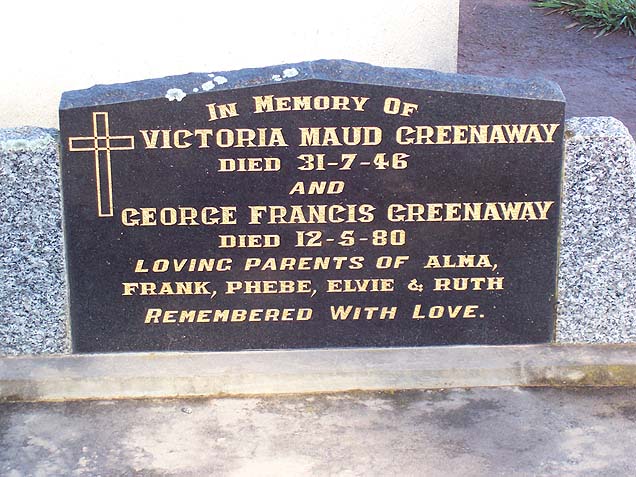 In Memory Of
Victoria Maud Greenaway
Died 31-7-46
And
George Francis Greenaway
Died 12-5-80
Loving Parents of Alma,
Frank, Phebe, Elvie & Ruth
Remembered With Love.